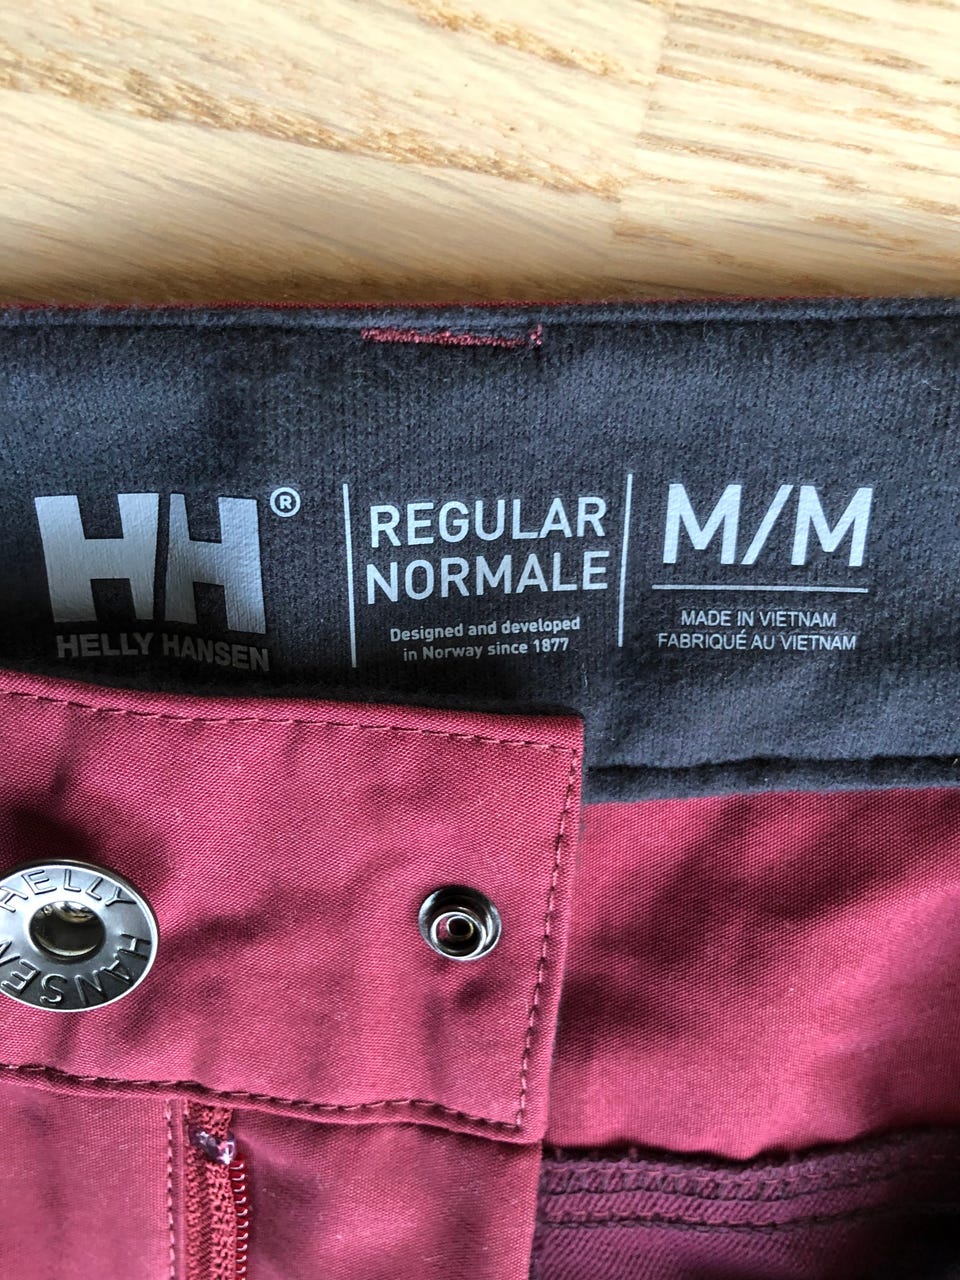 HH®
HELLY HANSEN
REGULAR
NORMALE
Designed and developed
in Norway since 1877
M/M
MADE IN VIETNAM
FABRIQUÉ AU VIETNAM
HELLY HANSEN